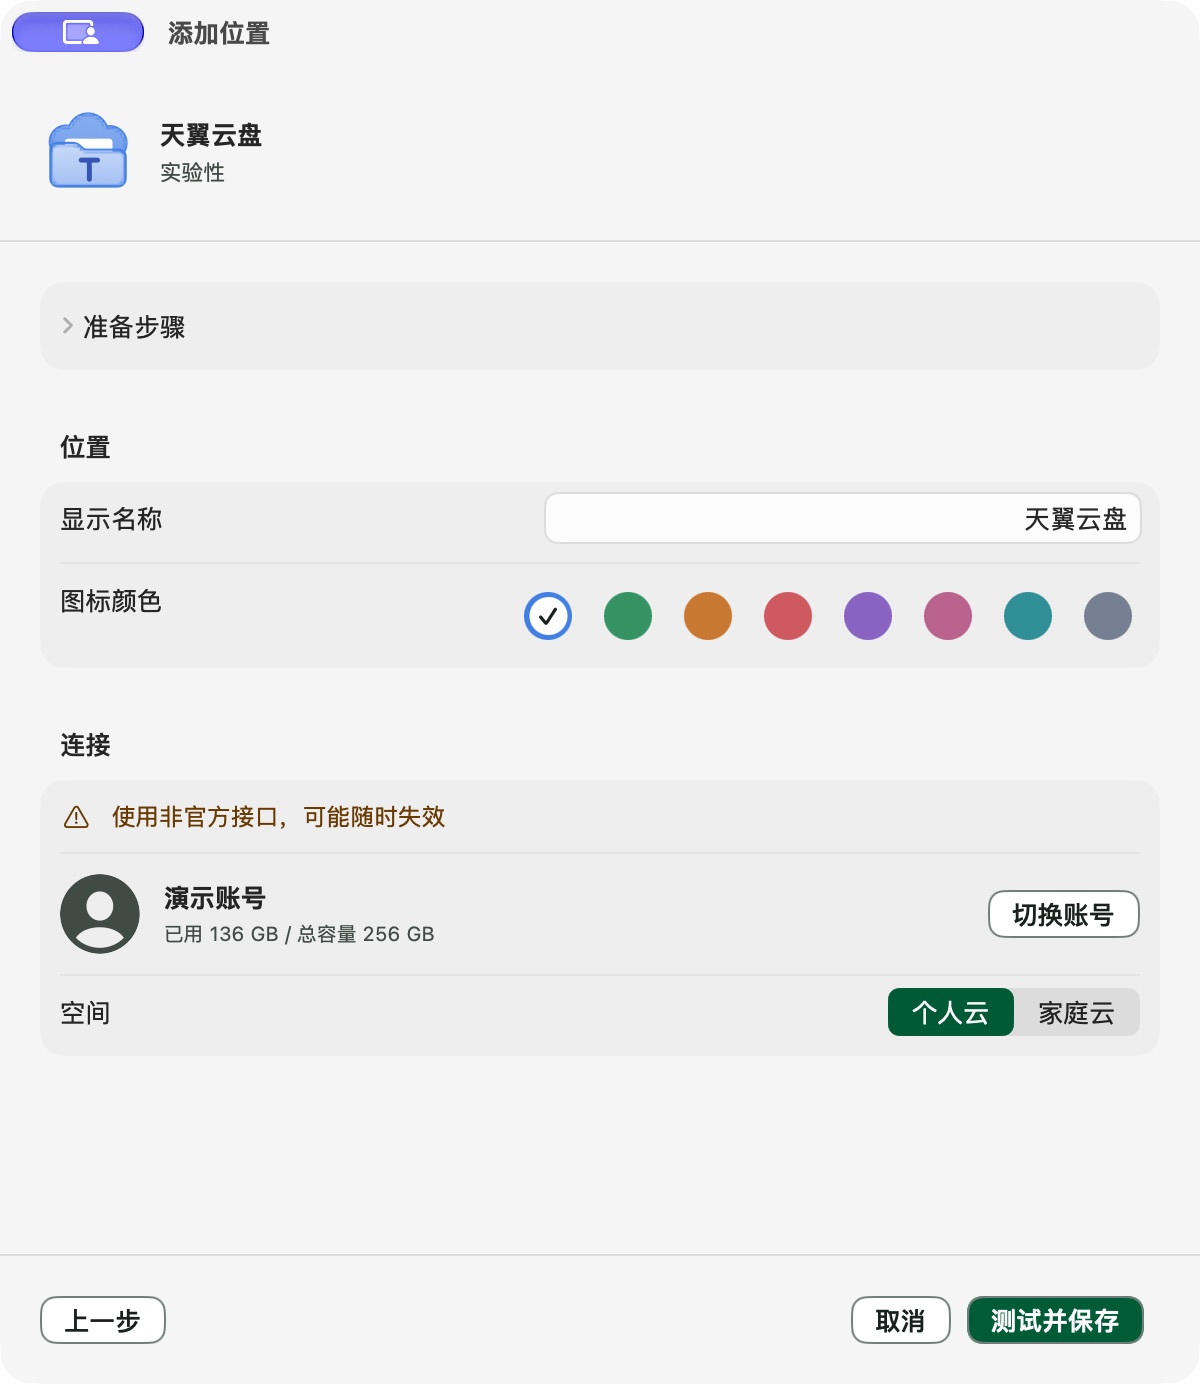 添加位置
天翼云盘
实验性
T
准备步骤
位置
显示名称
天翼云盘
图标颜色
连接
使用非官方接口，可能随时失效
演示账号
已用 136 GB / 总容量 256 GB
切换账号
空间
个人云
家庭云
上一步
取消
测试并保存